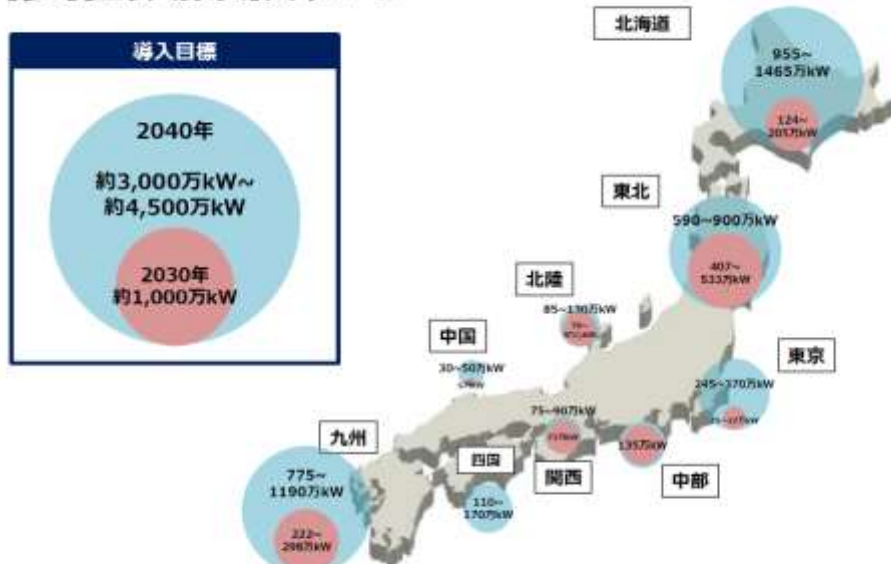 導入目標
2040年
約3,000万kW~
約4,500万kW
2030年
約1,000万kW
北海道
955~
1465万kW
124~
205万kW
東北
590~900万kW
407~
533万kW
北陸
85~130万kW
中国
30~50万kW
東京
245~370万kW
75~90万kW
関西
135万kW
中部
九州
775~
1190万kW
222~
298万kW
四国
110~
170万kW